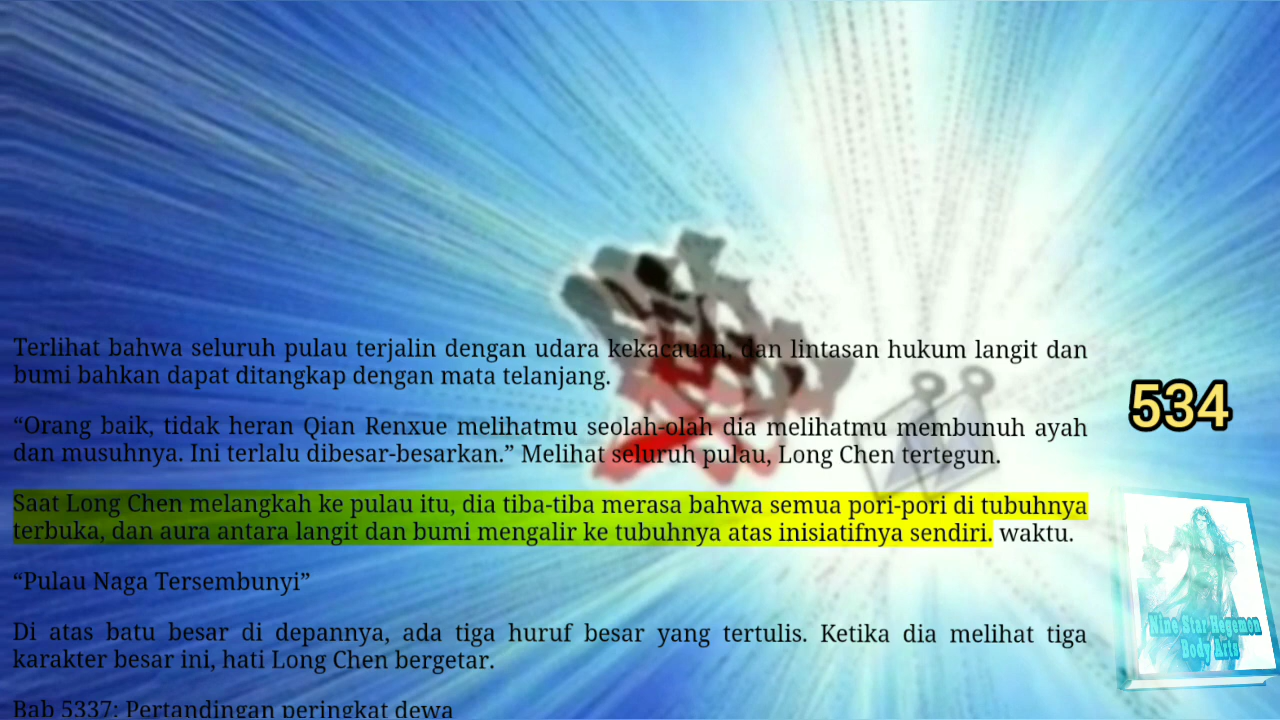 Terlihat bahwa seluruh pulau terjalin dengan udara kekacauan, dan lintasan hukum langit dan
bumi bahkan dapat ditangkap dengan mata telanjang.
“Orang baik, tidak heran Qian Renxue melihatmu seolah-olah dia melihatmu membunuh ayah
dan musuhnya. Ini terlalu dibesar-besarkan.” Melihat seluruh pulau, Long Chen tertegun.
Saat Long Chen melangkah ke pulau itu, dia tiba-tiba merasa bahwa semua pori-pori di tubuhnya
terbuka, dan aura antara langit dan bumi mengalir ke tubuhnya atas inisiatifnya sendiri. waktu.
“Pulau Naga Tersembunyi”
Di atas batu besar di depannya, ada tiga huruf besar yang tertulis. Ketika dia melihat tiga
karakter besar ini, hati Long Chen bergetar.
Bab 5337: Pertandingan peringkat dewa
534
Nine Star Hegemon
Body Arts